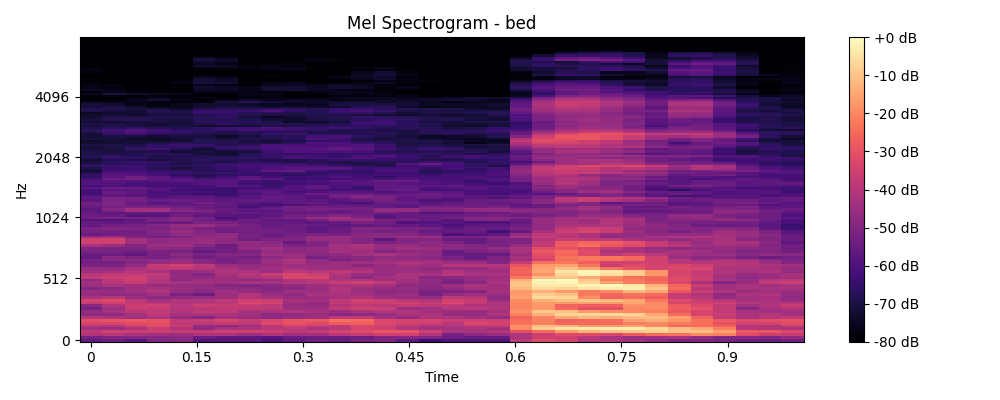 Mel Spectrogram - bed
Hz
4096
2048
1024
512
0
0 0.15 0.3 0.45 0.6 0.75 0.9
Time
+0 dB
-10 dB
-20 dB
-30 dB
-40 dB
-50 dB
-60 dB
-70 dB
-80 dB